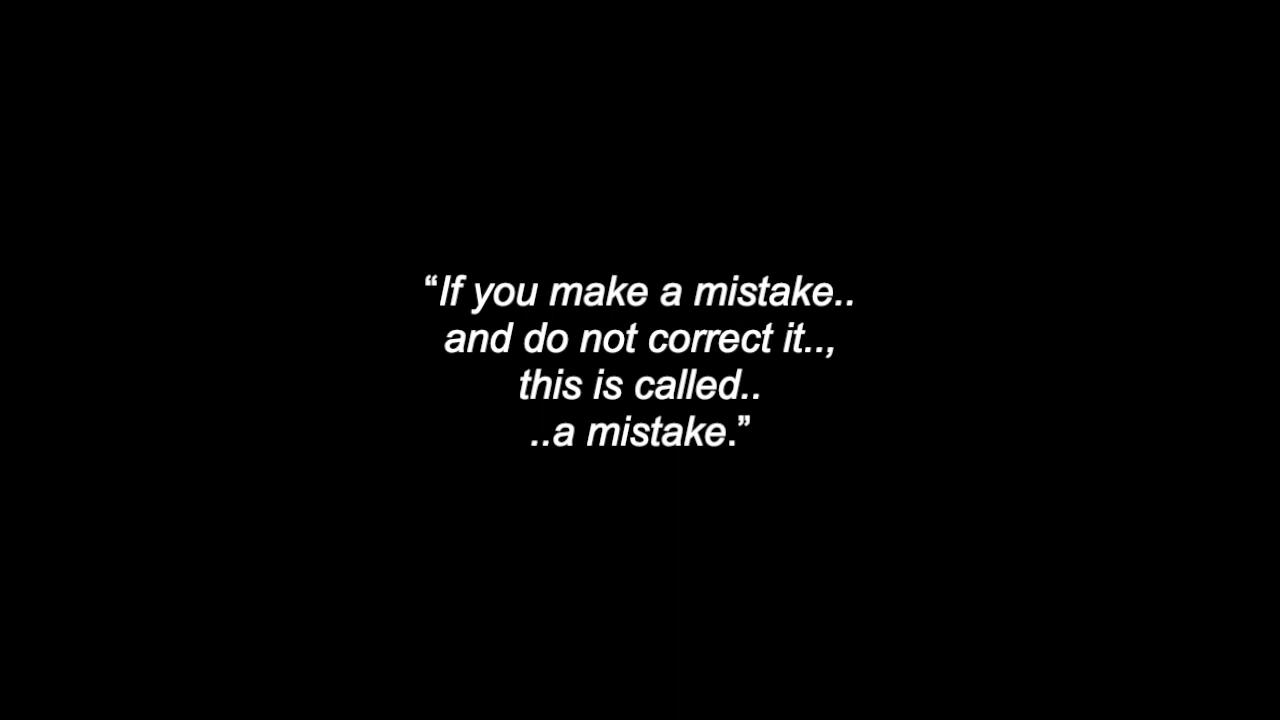 “If you make a mistake..
and do not correct it..,
this is called..
..a mistake.”